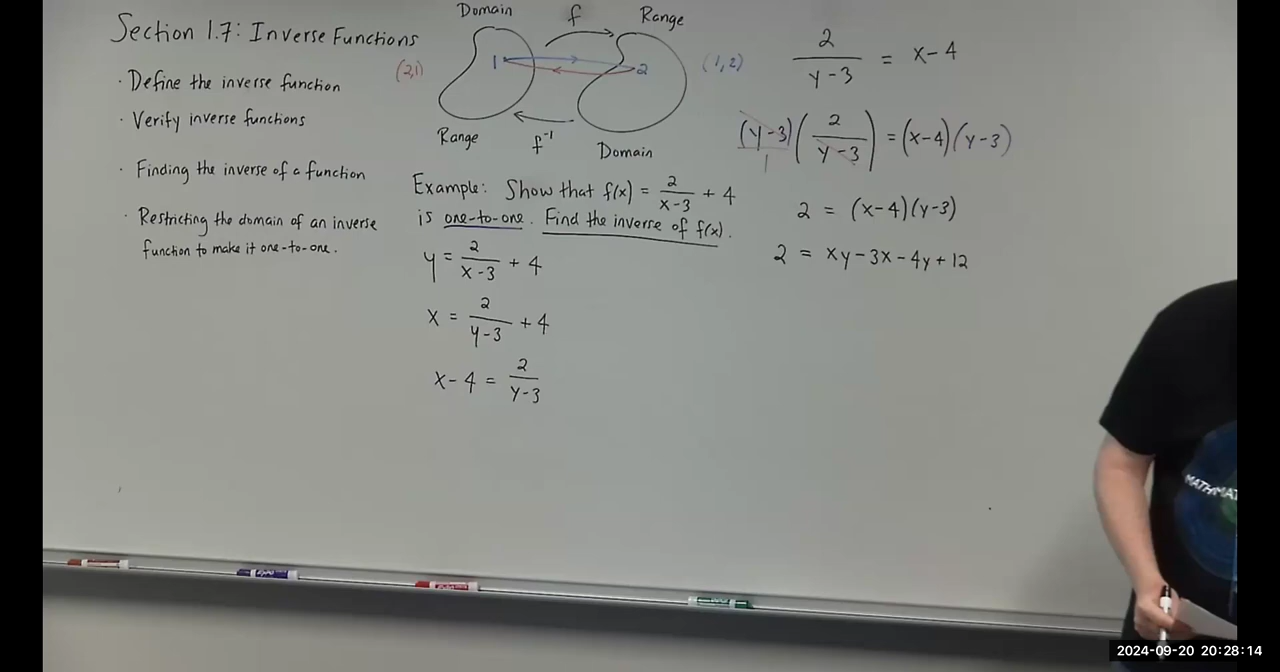 Section 1.7: Inverse Functions
· Define the inverse function
· Verify inverse functions
· Finding the inverse of a function
· Restricting the domain of an inverse
function to make it one-to-one.
Domain f Range
(2,1) 1 2 (1,2)
Range f⁻¹ Domain
Example: Show that f(x) = 2/(x-3) + 4
is one-to-one. Find the inverse of f(x).
y = 2/(x-3) + 4
x = 2/(y-3) + 4
x-4 = 2/(y-3)
2/(y-3) = x-4
(y-3)/1 (2/(y-3)) = (x-4)(y-3)
2 = (x-4)(y-3)
2 = xy-3x-4y+12
2024-09-20 20:28:14